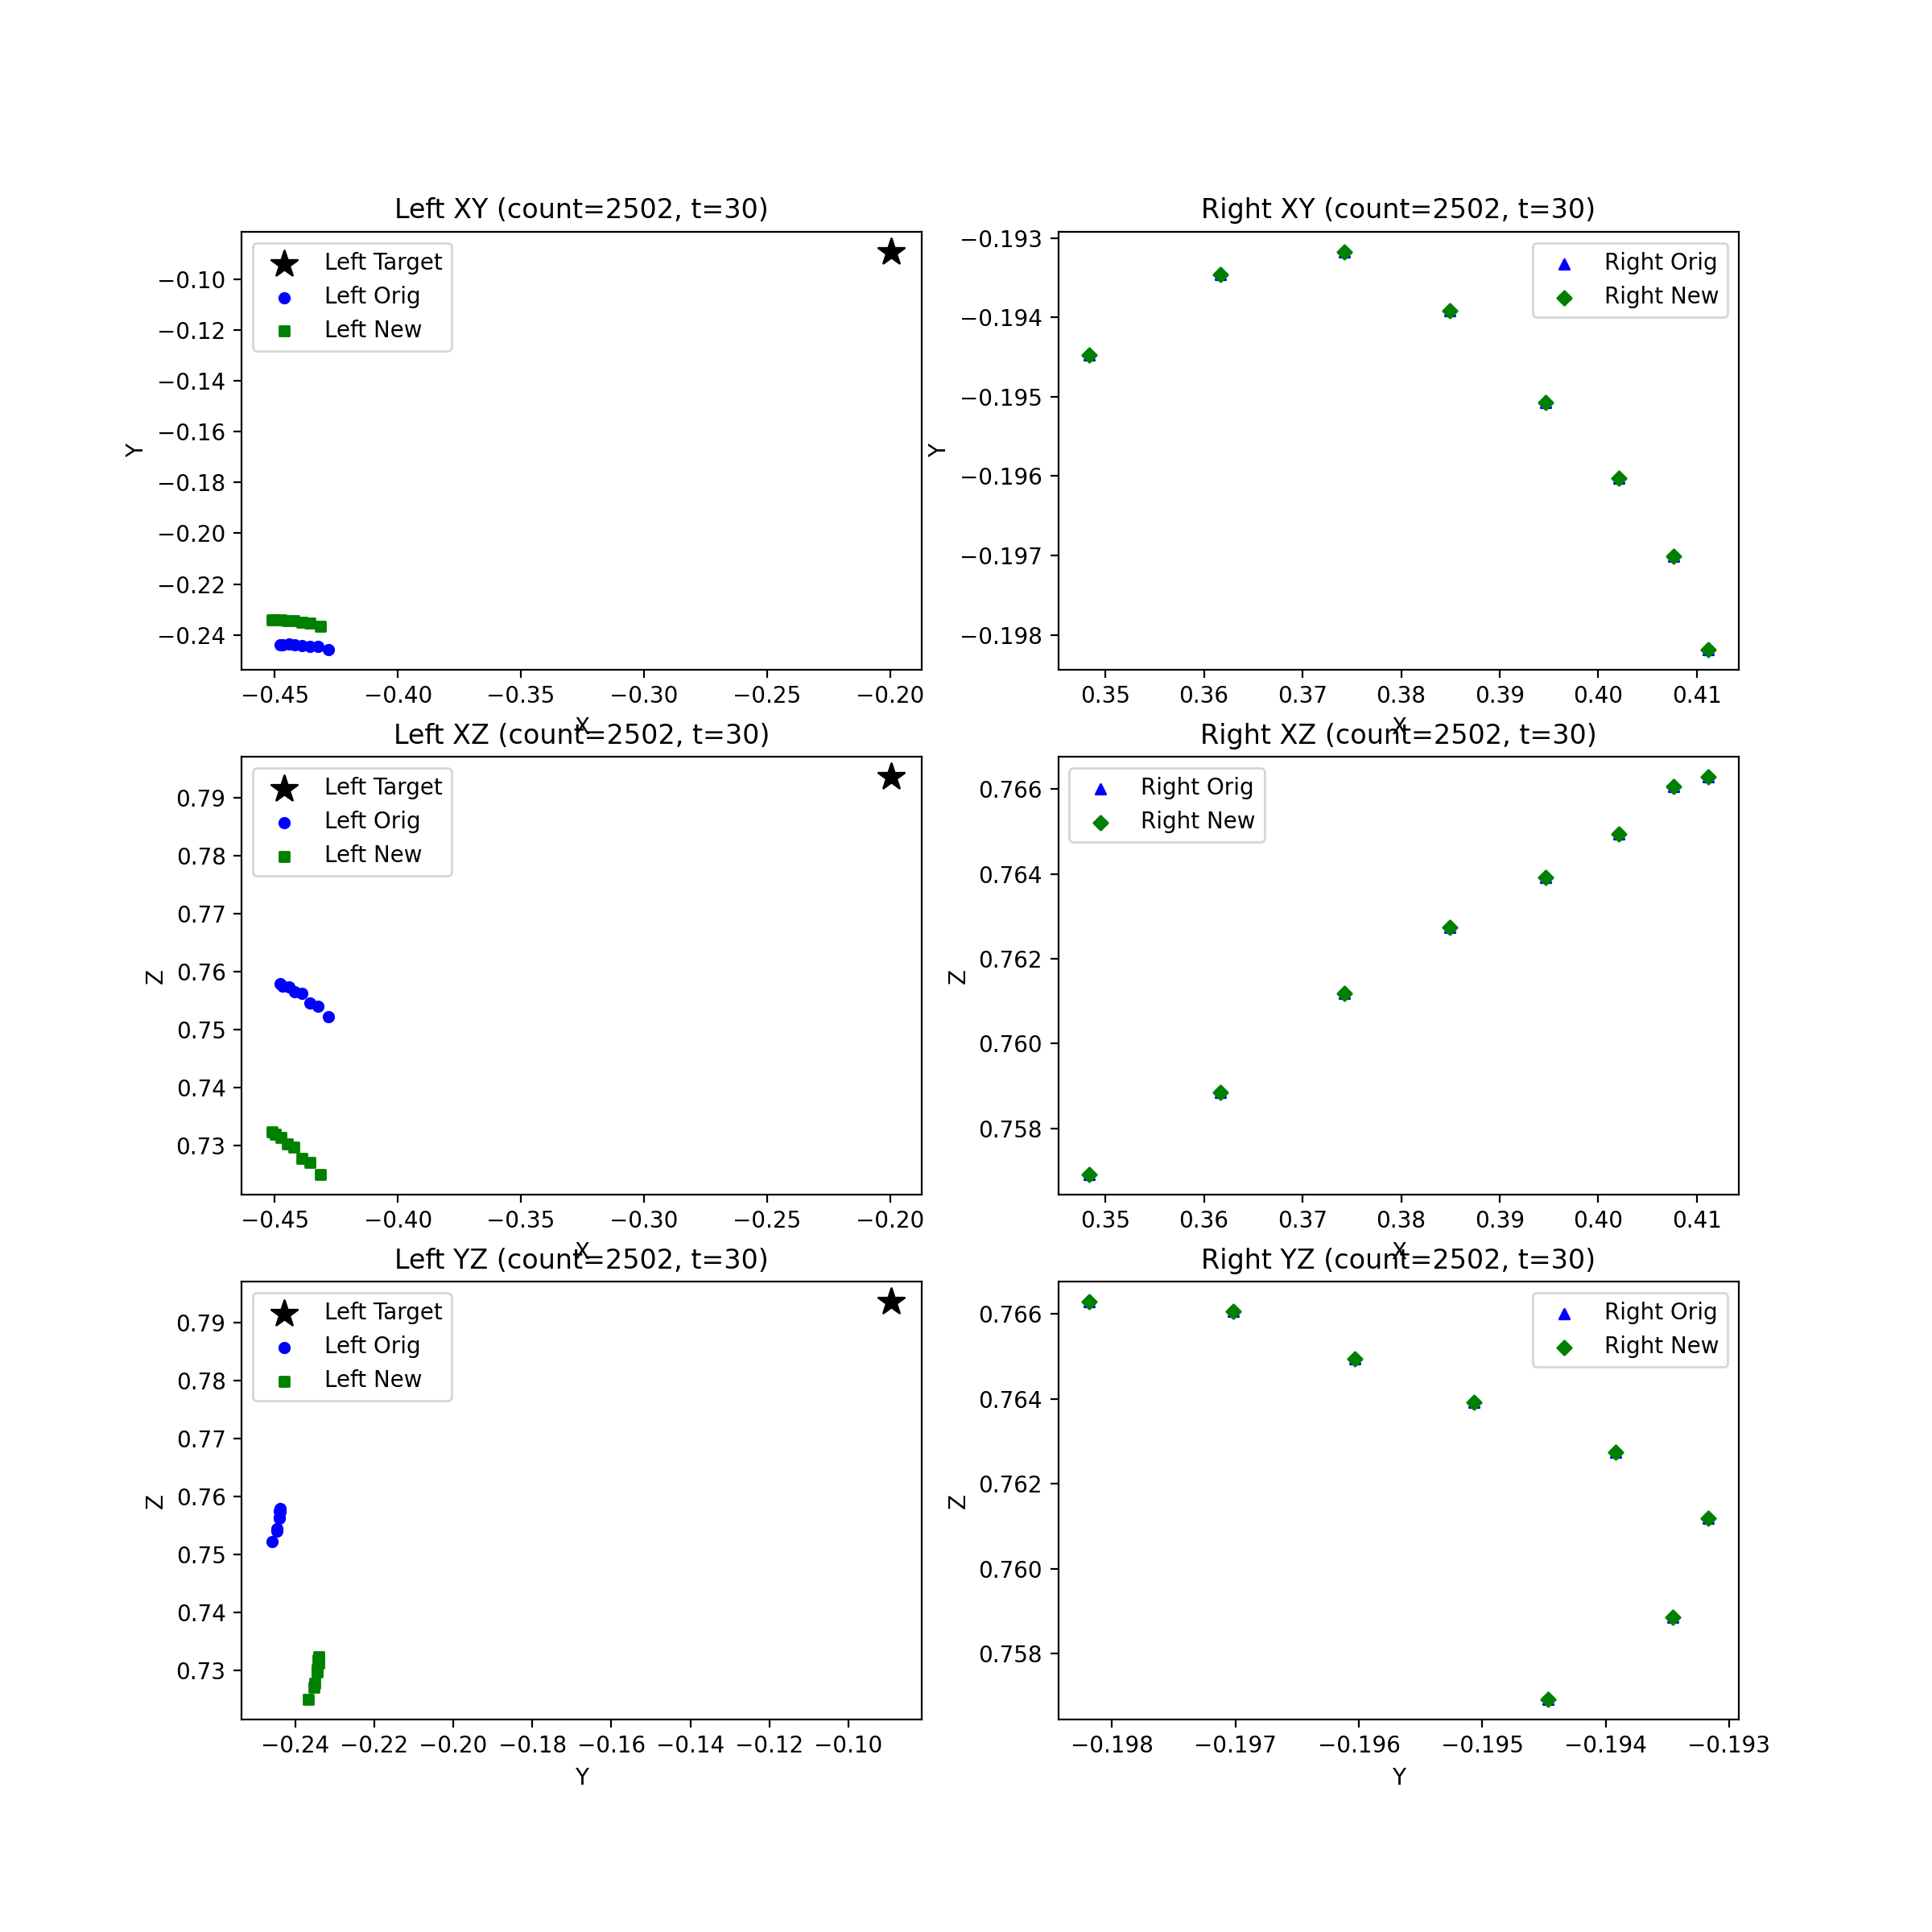 Left XY (count=2502, t=30)
Left Target
Left Orig
Left New
Y
−0.10
−0.12
−0.14
−0.16
−0.18
−0.20
−0.22
−0.24
−0.45 −0.40 −0.35 −0.30 −0.25 −0.20
X
Right XY (count=2502, t=30)
Right Orig
Right New
Y
−0.193
−0.194
−0.195
−0.196
−0.197
−0.198
0.35 0.36 0.37 0.38 0.39 0.40 0.41
X
Left XZ (count=2502, t=30)
Left Target
Left Orig
Left New
Z
0.79
0.78
0.77
0.76
0.75
0.74
0.73
−0.45 −0.40 −0.35 −0.30 −0.25 −0.20
X
Right XZ (count=2502, t=30)
Right Orig
Right New
Z
0.766
0.764
0.762
0.760
0.758
0.35 0.36 0.37 0.38 0.39 0.40 0.41
X
Left YZ (count=2502, t=30)
Left Target
Left Orig
Left New
Z
0.79
0.78
0.77
0.76
0.75
0.74
0.73
−0.24 −0.22 −0.20 −0.18 −0.16 −0.14 −0.12 −0.10
Y
Right YZ (count=2502, t=30)
Right Orig
Right New
Z
0.766
0.764
0.762
0.760
0.758
−0.198 −0.197 −0.196 −0.195 −0.194 −0.193
Y